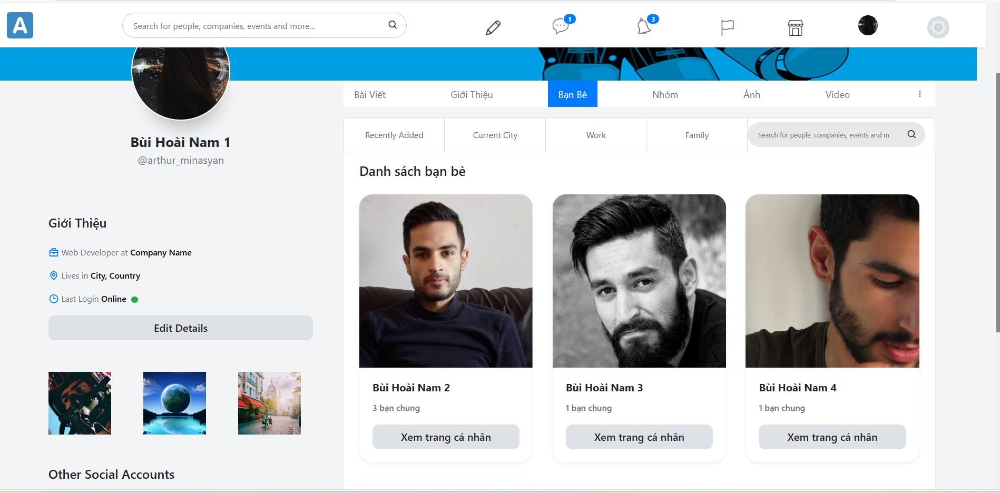 A
Search for people, companies, events and more...
1
3
Bài Viết
Giới Thiệu
Bạn Bè
Nhóm
Ảnh
Video
Recently Added
Current City
Work
Family
Search for people, companies, events and m
Bùi Hoài Nam 1
@arthur_minasyan
Giới Thiệu
Web Developer at Company Name
Lives in City, Country
Last Login Online
Edit Details
Other Social Accounts
Danh sách bạn bè
Bùi Hoài Nam 2
3 bạn chung
Xem trang cá nhân
Bùi Hoài Nam 3
1 bạn chung
Xem trang cá nhân
Bùi Hoài Nam 4
1 bạn chung
Xem trang cá nhân